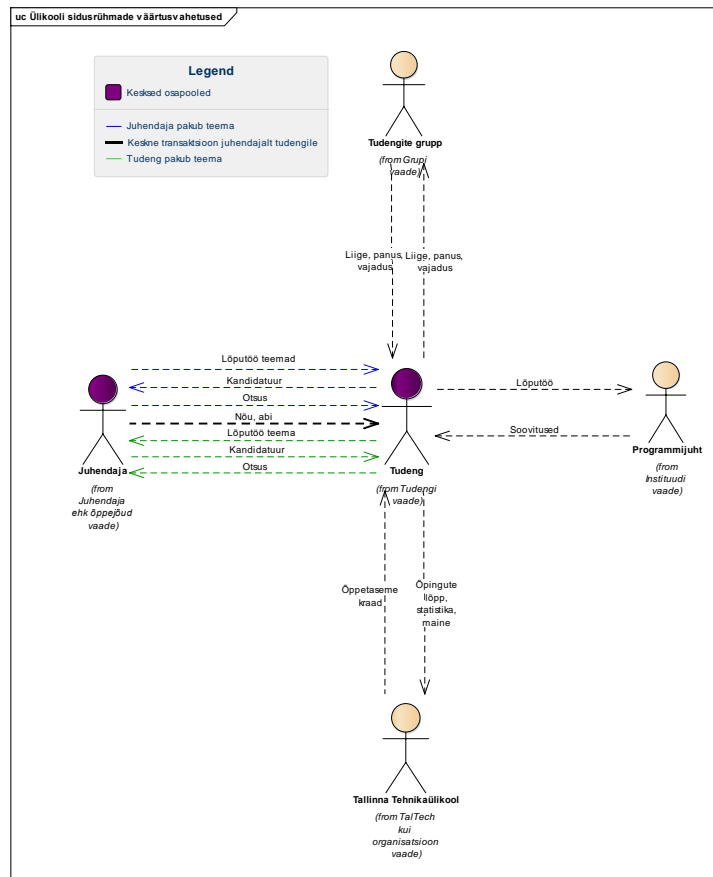 uc Ülikooli sidusrühmade väärtusvahetused
Legend
Kesksed osapooled
Juhendaja pakub teema
Keskne transaktsioon juhendajalt tudengile
Tudeng pakub teema
Tudengite grupp
(from Grupi
vaade)
Liige, panus,
vajadus
Liige, panus,
vajadus
Lõputöö teemad
Kandidatuur
Otsus
Nõu, abi
Lõputöö teema
Kandidatuur
Otsus
Juhendaja
(from
Juhendaja
ehk õppejõud
vaade)
Tudeng
(from Tudengi
vaade)
Lõputöö
Soovitused
Programmijuht
(from
Instituudi
vaade)
Õppetaseme
kraad
Õpingute
lõpp,
statistika,
maine
Tallinna Tehnikaülikool
(from TalTech
kui
organisatsioon
vaade)